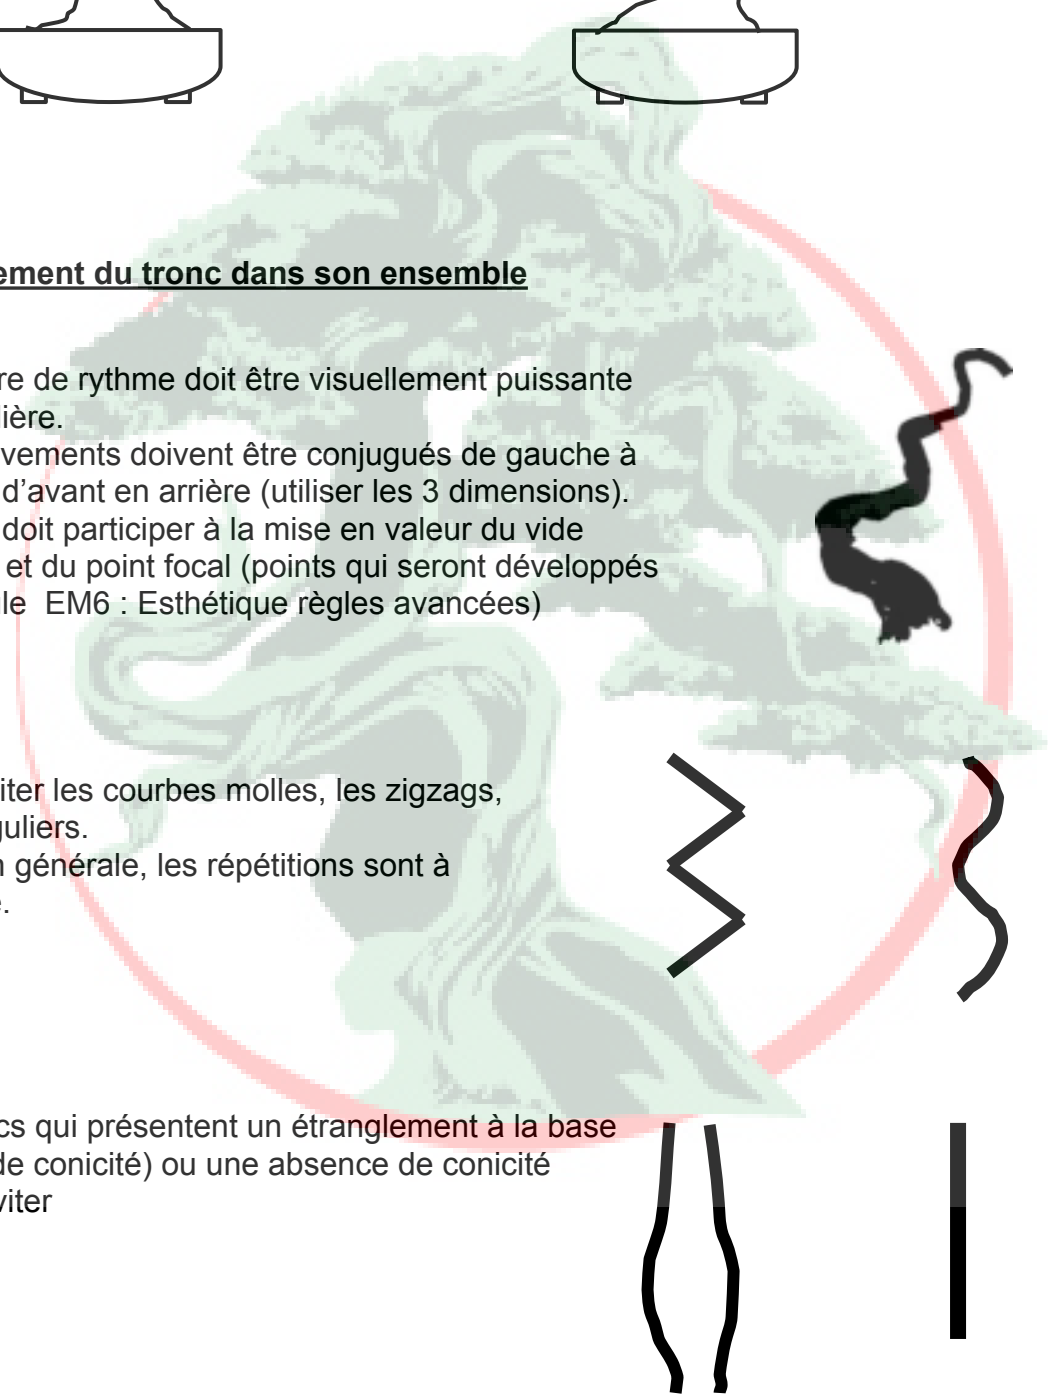 ement du tronc dans son ensemble
re de rythme doit être visuellement puissante
lière.
vements doivent être conjugués de gauche à
d’avant en arrière (utiliser les 3 dimensions).
doit participer à la mise en valeur du vide
et du point focal (points qui seront développés
ule EM6 : Esthétique règles avancées)
iter les courbes molles, les zigzags,
guliers.
n générale, les répétitions sont à
e.
cs qui présentent un étranglement à la base
de conicité) ou une absence de conicité
viter